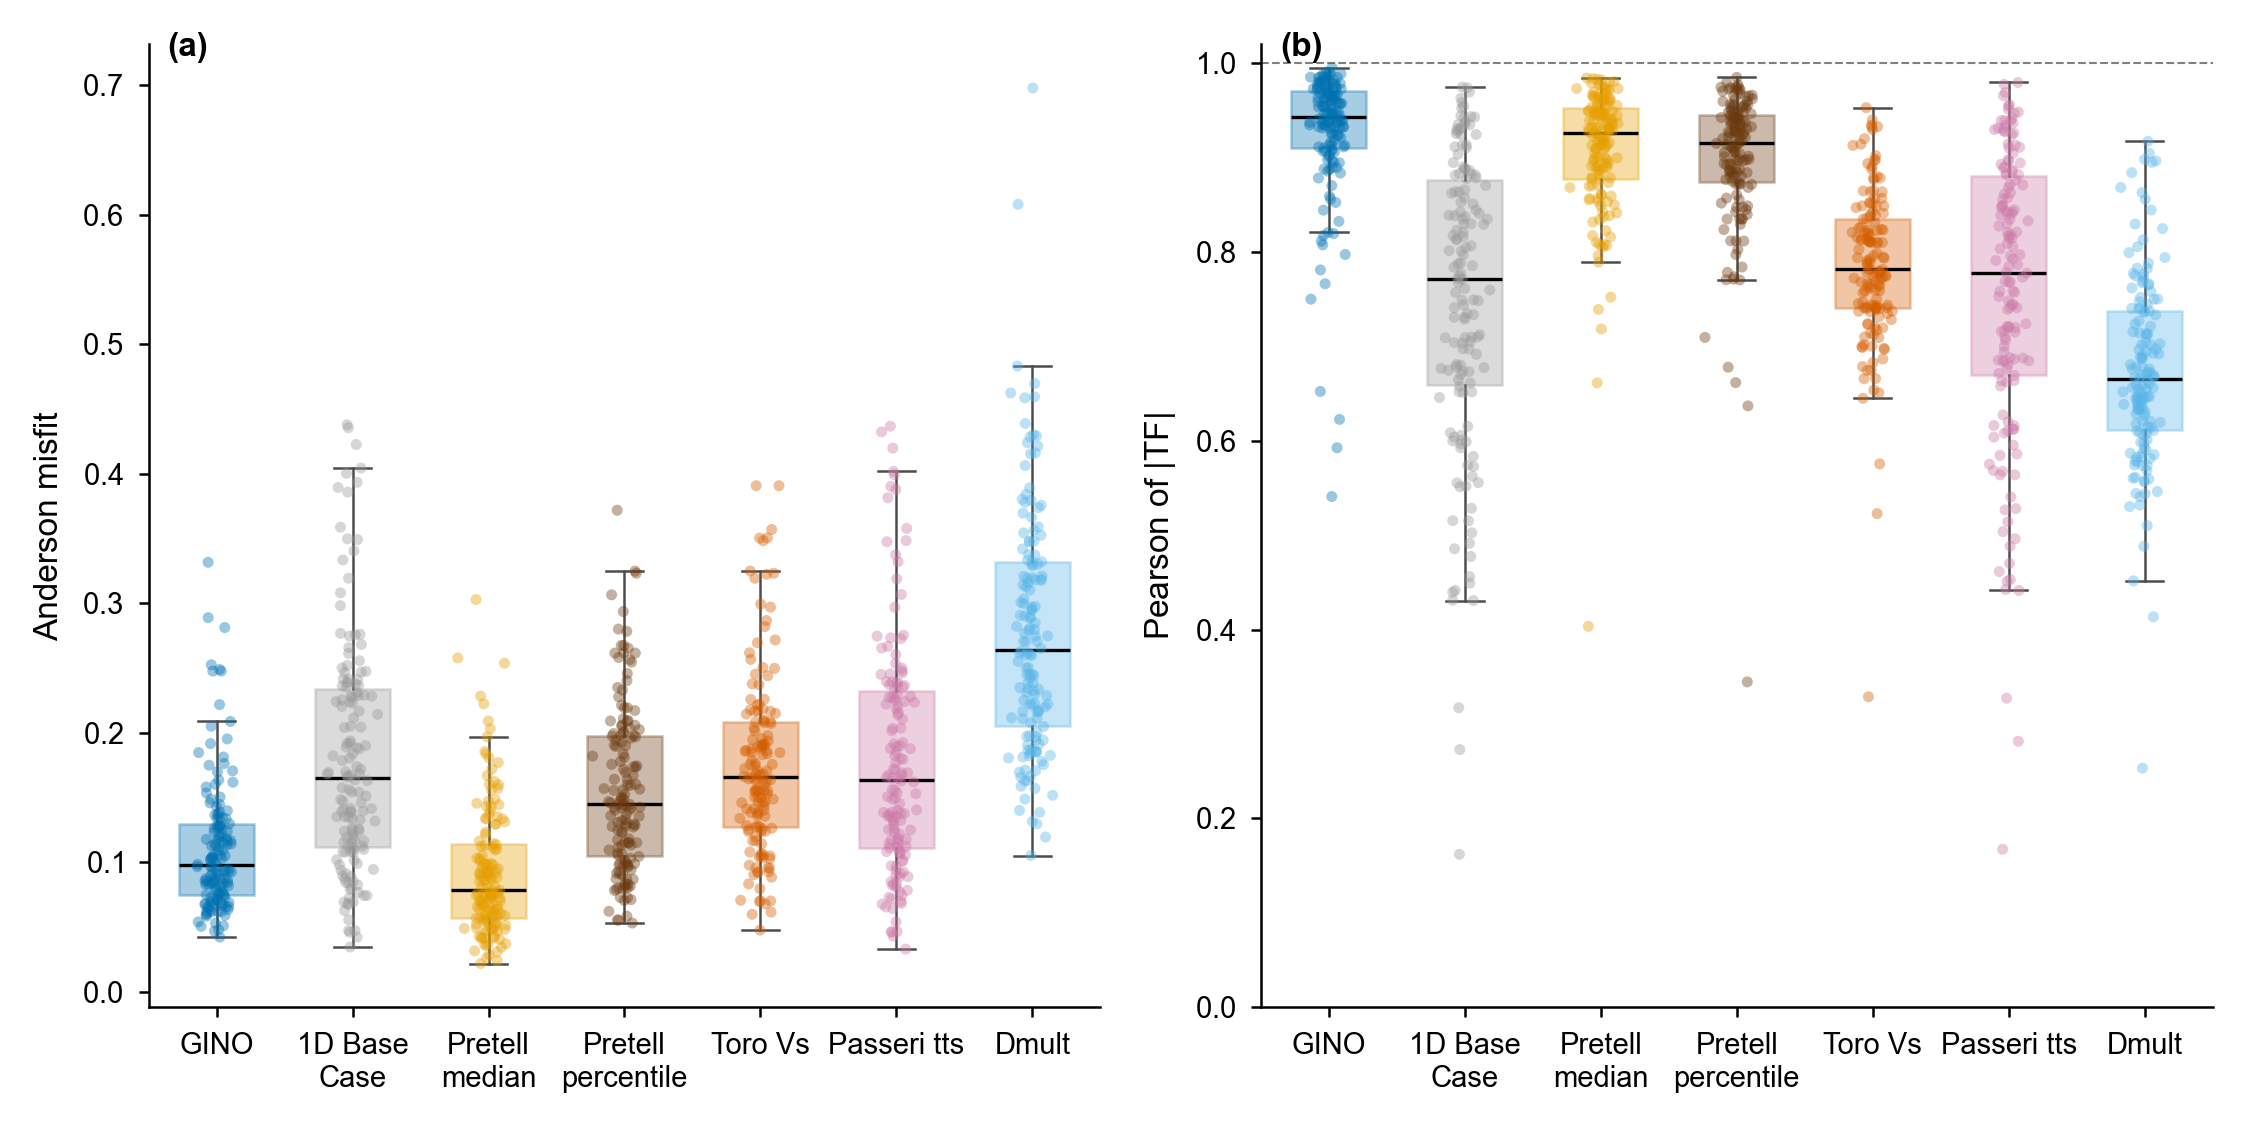 (a)
Anderson misfit
0.7
0.6
0.5
0.4
0.3
0.2
0.1
0.0
GINO
1D Base
Case
Pretell
median
Pretell
percentile
Toro Vs
Passeri tts
Dmult
(b)
Pearson of |TF|
1.0
0.8
0.6
0.4
0.2
0.0
GINO
1D Base
Case
Pretell
median
Pretell
percentile
Toro Vs
Passeri tts
Dmult